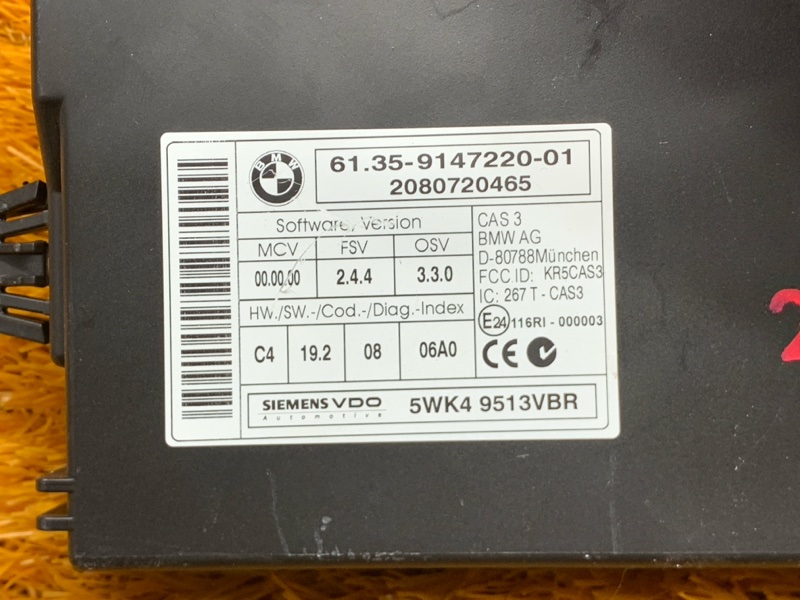 BMW
61.35-9147220-01
2080720465
Software, Version
MCV FSV OSV
00.00.00 2.4.4 3.3.0
HW./SW.-/Cod.-/Diag.-Index
C4 19.2 08 06A0
CAS 3
BMW AG
D-80788München
FCC ID: KR5CAS3
IC: 267 T - CAS3
E24 116RI - 000003
CE
SIEMENS VDO
Automotive
5WK4 9513VBR
2